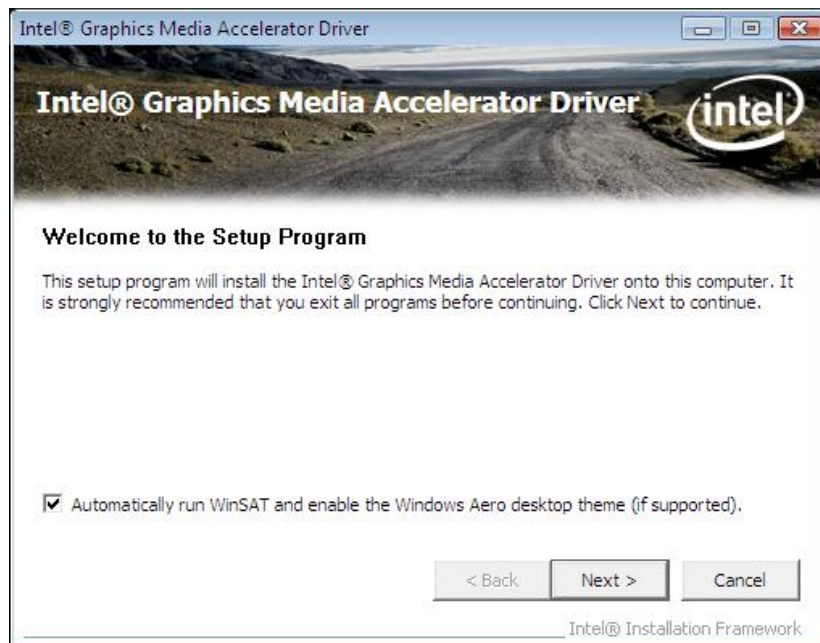 Intel® Graphics Media Accelerator Driver
Intel® Graphics Media Accelerator Driver
intel
Welcome to the Setup Program
This setup program will install the Intel® Graphics Media Accelerator Driver onto this computer. It
is strongly recommended that you exit all programs before continuing. Click Next to continue.
Automatically run WinSAT and enable the Windows Aero desktop theme (if supported).
< Back Next > Cancel
Intel® Installation Framework